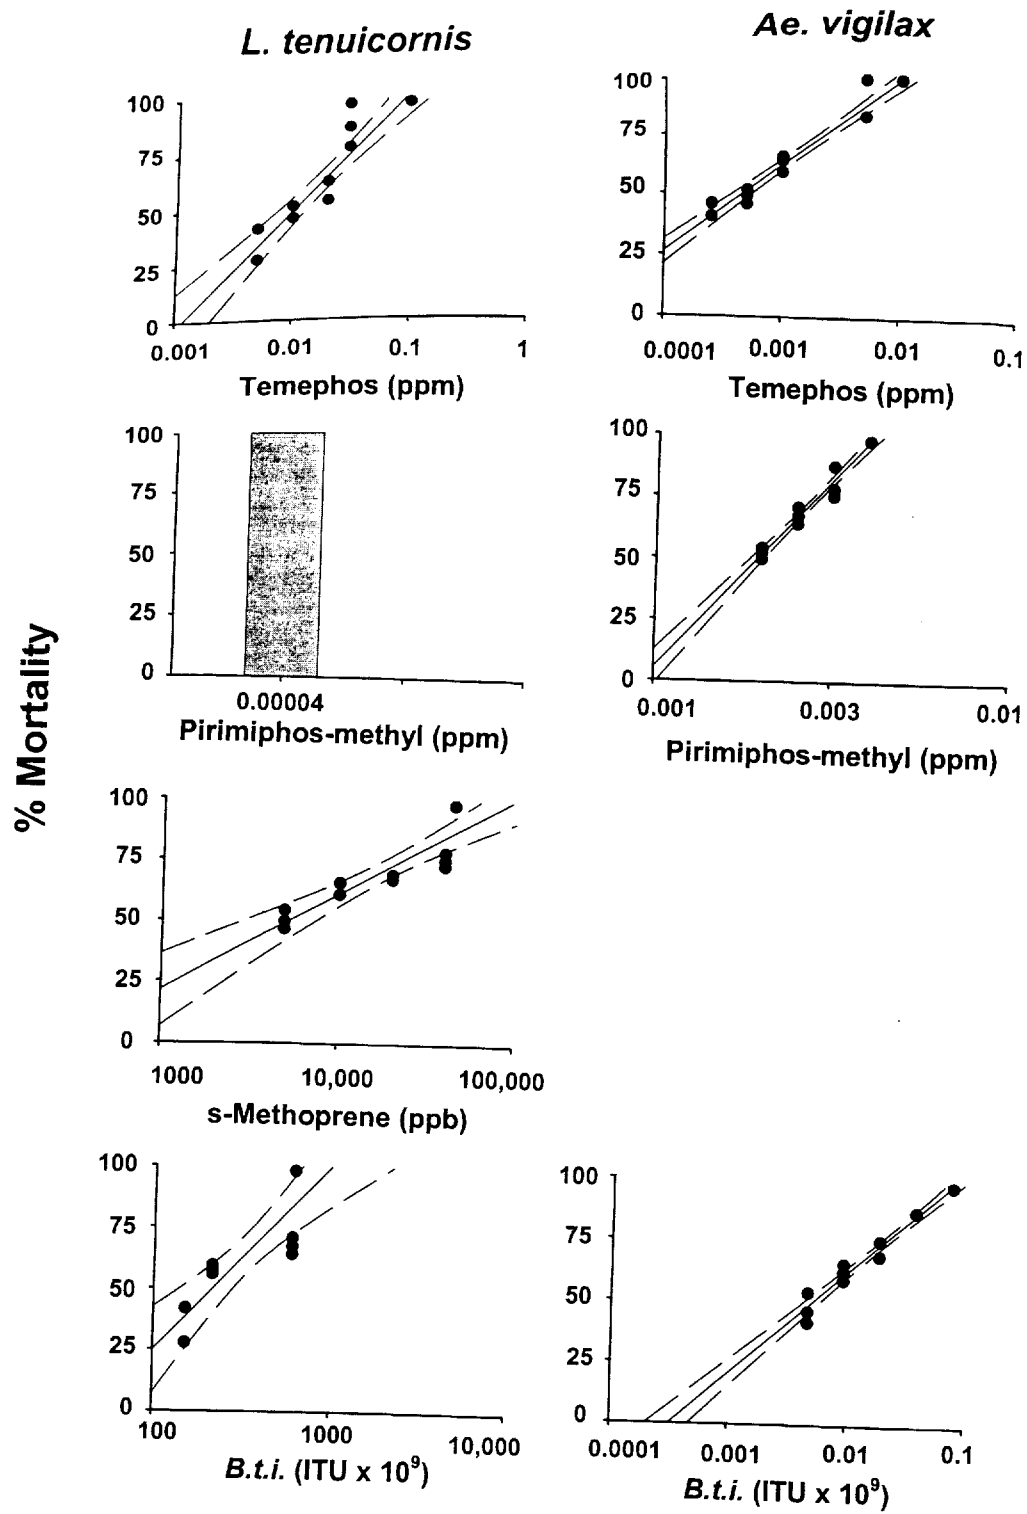 L. tenuicornis
Ae. vigilax
% Mortality
100
75
50
25
0
0.001 0.01 0.1 1
Temephos (ppm)
100
75
50
25
0
0.0001 0.001 0.01 0.1
Temephos (ppm)
100
75
50
25
0
0.00004
Pirimiphos-methyl (ppm)
100
75
50
25
0
0.001 0.003 0.01
Pirimiphos-methyl (ppm)
100
75
50
25
0
1000 10,000 100,000
s-Methoprene (ppb)
100
75
50
25
0
100 1000 10,000
B.t.i. (ITU x 10⁹)
100
75
50
25
0
0.0001 0.001 0.01 0.1
B.t.i. (ITU x 10⁹)